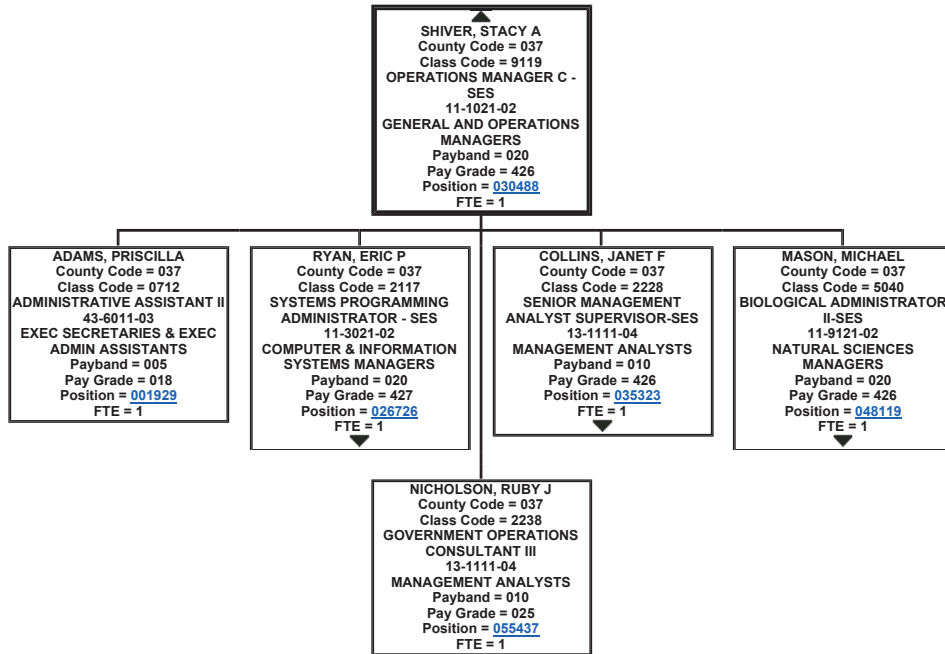 SHIVER, STACY A
County Code = 037
Class Code = 9119
OPERATIONS MANAGER C -
SES
11-1021-02
GENERAL AND OPERATIONS
MANAGERS
Payband = 020
Pay Grade = 426
Position = 030488
FTE = 1
ADAMS, PRISCILLA
County Code = 037
Class Code = 0712
ADMINISTRATIVE ASSISTANT II
43-6011-03
EXEC SECRETARIES & EXEC
ADMIN ASSISTANTS
Payband = 005
Pay Grade = 018
Position = 001929
FTE = 1
RYAN, ERIC P
County Code = 037
Class Code = 2117
SYSTEMS PROGRAMMING
ADMINISTRATOR - SES
11-3021-02
COMPUTER & INFORMATION
SYSTEMS MANAGERS
Payband = 020
Pay Grade = 427
Position = 026726
FTE = 1
COLLINS, JANET F
County Code = 037
Class Code = 2228
SENIOR MANAGEMENT
ANALYST SUPERVISOR-SES
13-1111-04
MANAGEMENT ANALYSTS
Payband = 010
Pay Grade = 426
Position = 035323
FTE = 1
MASON, MICHAEL
County Code = 037
Class Code = 5040
BIOLOGICAL ADMINISTRATOR
II-SES
11-9121-02
NATURAL SCIENCES
MANAGERS
Payband = 020
Pay Grade = 426
Position = 048119
FTE = 1
NICHOLSON, RUBY J
County Code = 037
Class Code = 2238
GOVERNMENT OPERATIONS
CONSULTANT III
13-1111-04
MANAGEMENT ANALYSTS
Payband = 010
Pay Grade = 025
Position = 055437
FTE = 1